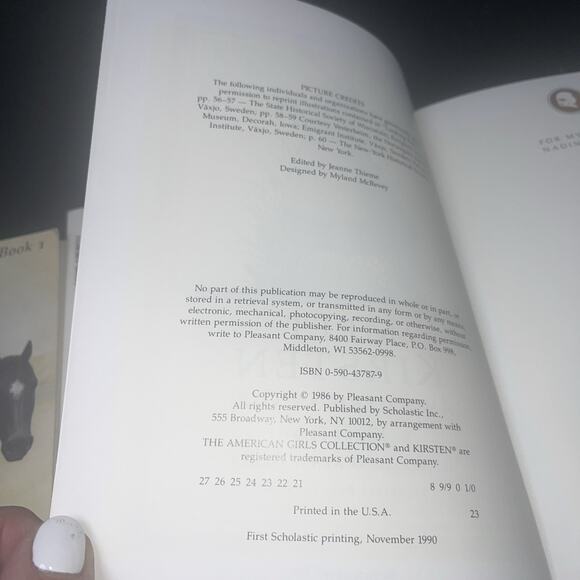 Book 1
PICTURE CREDITS
The following individuals and organizations have
permission to reprint illustrations contained
pp. 56-57 — The State Historical Society of
Växjo, Sweden; pp. 58-59 Courtesy Vesterheim, the
Museum, Decorah, Iowa; Emigrant Institute, Växjo, Sweden;
Institute, Växjo, Sweden; p. 60 — The New-York Historical
New York.
Edited by Jeanne Thieme
Designed by Myland McRevey
No part of this publication may be reproduced in whole or in part, or
stored in a retrieval system, or transmitted in any form or by any means,
electronic, mechanical, photocopying, recording, or otherwise, without
written permission of the publisher. For information regarding permission,
write to Pleasant Company, 8400 Fairway Place, P.O. Box 998,
Middleton, WI 53562-0998.
ISBN 0-590-43787-9
Copyright © 1986 by Pleasant Company.
All rights reserved. Published by Scholastic Inc.,
555 Broadway, New York, NY 10012, by arrangement with
Pleasant Company.
THE AMERICAN GIRLS COLLECTION® and KIRSTEN® are
registered trademarks of Pleasant Company.
27 26 25 24 23 22 21 8 9/9 0 1/0
Printed in the U.S.A. 23
First Scholastic printing, November 1990
FOR MY